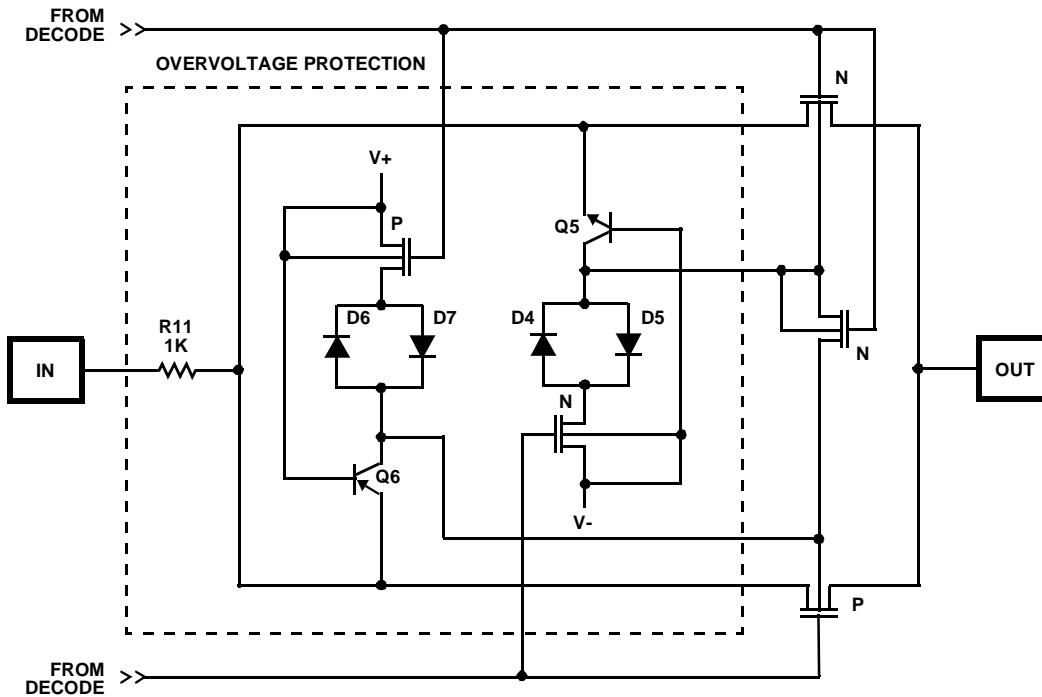 FROM
DECODE
OVERVOLTAGE PROTECTION
N
V+
P
Q5
D6
D7
D4
D5
R11
1K
IN
N
N
OUT
Q6
V-
P
FROM
DECODE